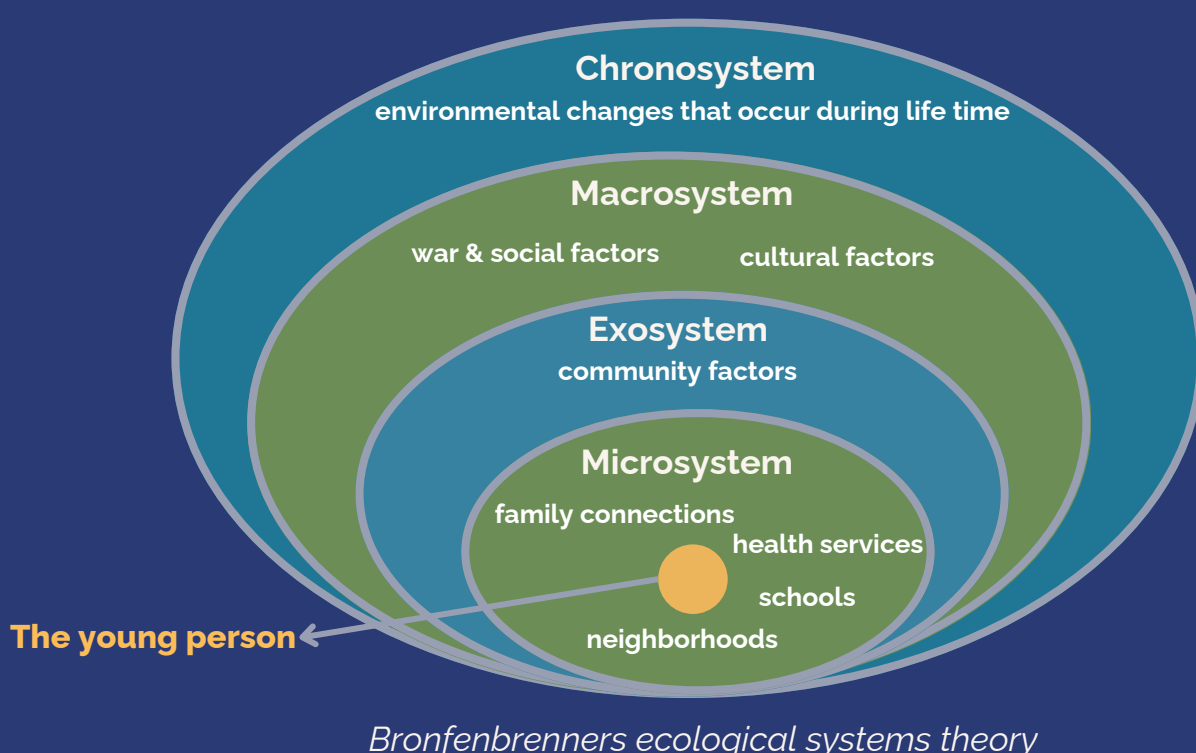 Chronosystem
environmental changes that occur during life time
Macrosystem
war & social factors
cultural factors
Exosystem
community factors
Microsystem
family connections
health services
schools
The young person
neighborhoods
Bronfenbrenners ecological systems theory